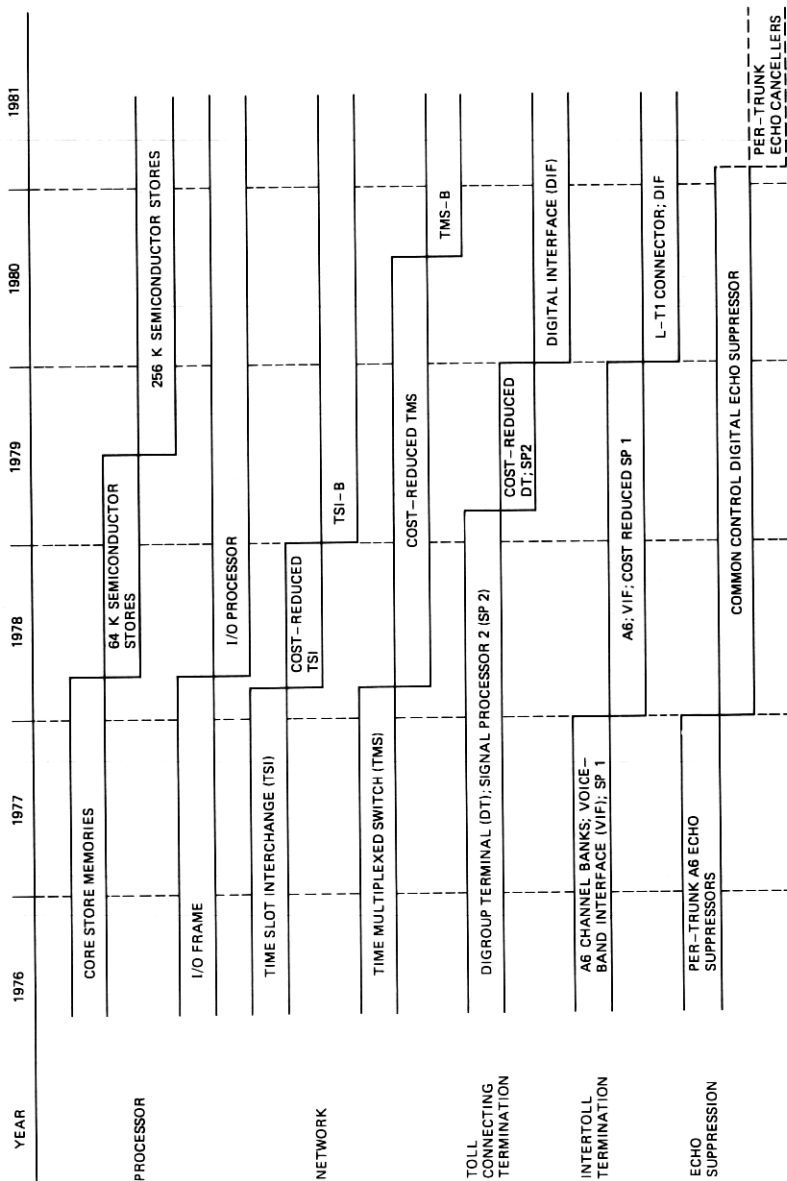 YEAR
1976
1977
1978
1979
1980
1981
PROCESSOR
CORE STORE MEMORIES
64 K SEMICONDUCTOR
STORES
256 K SEMICONDUCTOR STORES
I/O FRAME
I/O PROCESSOR
NETWORK
TIME SLOT INTERCHANGE (TSI)
COST-REDUCED
TSI
TSI-B
TIME MULTIPLEXED SWITCH (TMS)
COST-REDUCED TMS
TMS-B
TOLL
CONNECTING
TERMINATION
DIGROUP TERMINAL (DT); SIGNAL PROCESSOR 2 (SP 2)
COST-REDUCED
DT; SP2
DIGITAL INTERFACE (DIF)
INTERTOLL
TERMINATION
A6 CHANNEL BANKS; VOICE-
BAND INTERFACE (VIF); SP 1
A6; VIF; COST REDUCED SP 1
L-T1 CONNECTOR; DIF
ECHO
SUPPRESSION
PER-TRUNK A6 ECHO
SUPPRESSORS
COMMON CONTROL DIGITAL ECHO SUPPRESSOR
PER-TRUNK
ECHO CANCELLERS